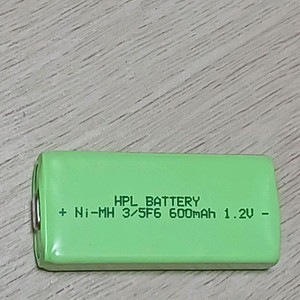 HPL BATTERY
+ Ni-MH 3/5F6 600mAh 1.2V -